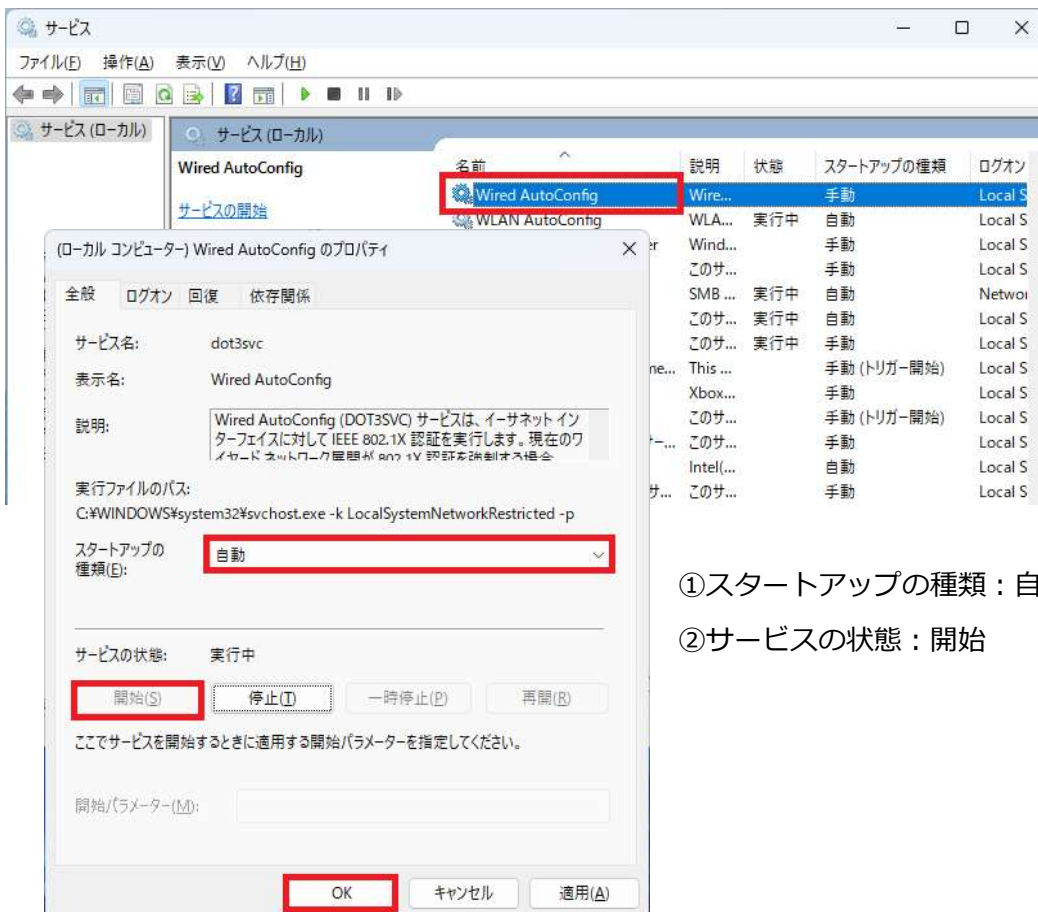 サービス
ファイル(F) 操作(A) 表示(V) ヘルプ(H)
サービス (ローカル)
サービス (ローカル)
Wired AutoConfig
サービスの開始
名前 説明 状態 スタートアップの種類 ログオン
Wired AutoConfig Wire... 手動 Local S
WLAN AutoConfig WLA... 実行中 自動 Local S
er Wind... 手動 Local S
このサ... 手動 Local S
SMB ... 実行中 自動 Networ
このサ... 実行中 自動 Local S
このサ... 実行中 手動 Local S
ne... This ... 手動 (トリガー開始) Local S
Xbox... 手動 Local S
このサ... 手動 (トリガー開始) Local S
サー... このサ... 手動 Local S
Intel(... 自動 Local S
サ... このサ... 手動 Local S
(ローカル コンピューター) Wired AutoConfig のプロパティ
全般 ログオン 回復 依存関係
サービス名: dot3svc
表示名: Wired AutoConfig
説明: Wired AutoConfig (DOT3SVC) サービスは、イーサネット イン
ターフェイスに対して IEEE 802.1X 認証を実行します。現在のワ
イヤード ネットワーク展開が 802.1X 認証を強制する場合
実行ファイルのパス:
C:¥WINDOWS¥system32¥svchost.exe -k LocalSystemNetworkRestricted -p
スタートアップの
種類(E): 自動
サービスの状態: 実行中
開始(S) 停止(T) 一時停止(P) 再開(R)
ここでサービスを開始するときに適用する開始パラメーターを指定してください。
開始パラメーター(M):
OK キャンセル 適用(A)
①スタートアップの種類：自
②サービスの状態：開始